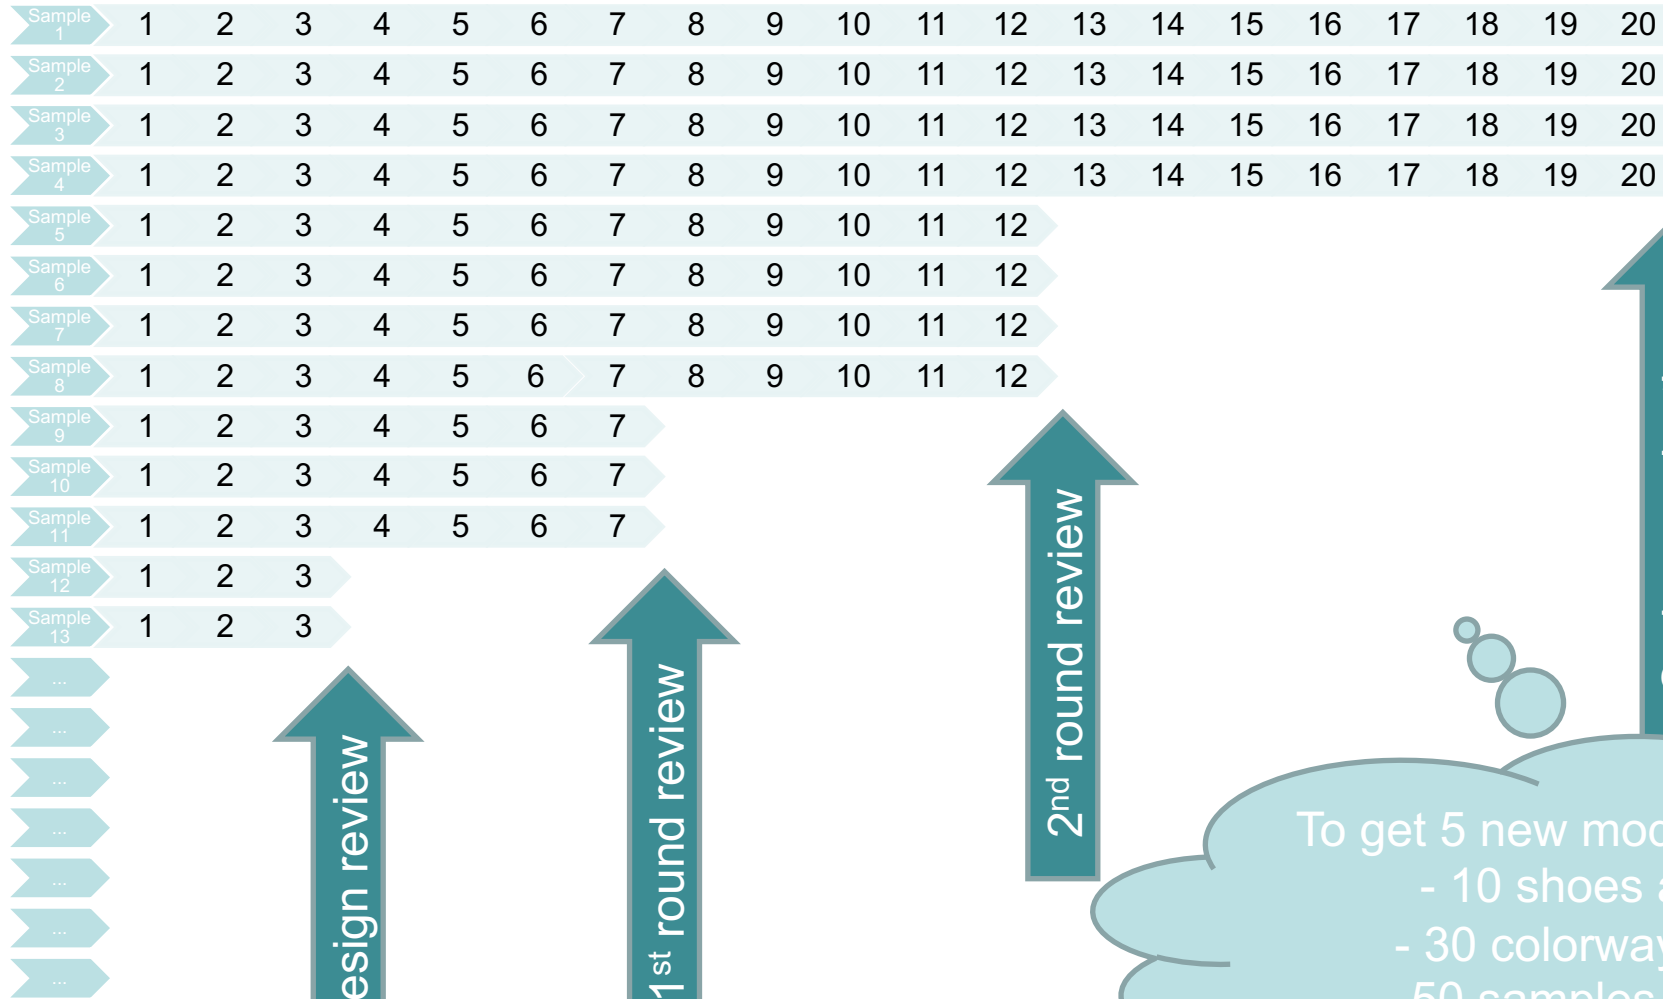 Sample 1 1 2 3 4 5 6 7 8 9 10 11 12 13 14 15 16 17 18 19 20
Sample 2 1 2 3 4 5 6 7 8 9 10 11 12 13 14 15 16 17 18 19 20
Sample 3 1 2 3 4 5 6 7 8 9 10 11 12 13 14 15 16 17 18 19 20
Sample 4 1 2 3 4 5 6 7 8 9 10 11 12 13 14 15 16 17 18 19 20
Sample 5 1 2 3 4 5 6 7 8 9 10 11 12
Sample 6 1 2 3 4 5 6 7 8 9 10 11 12
Sample 7 1 2 3 4 5 6 7 8 9 10 11 12
Sample 8 1 2 3 4 5 6 7 8 9 10 11 12
Sample 9 1 2 3 4 5 6 7
Sample 10 1 2 3 4 5 6 7
Sample 11 1 2 3 4 5 6 7
Sample 12 1 2 3
Sample 13 1 2 3
...
...
...
...
...
...
...
esign review
1st round review
2nd round review
To get 5 new mod
- 10 shoes a
- 30 colorway
50 samples